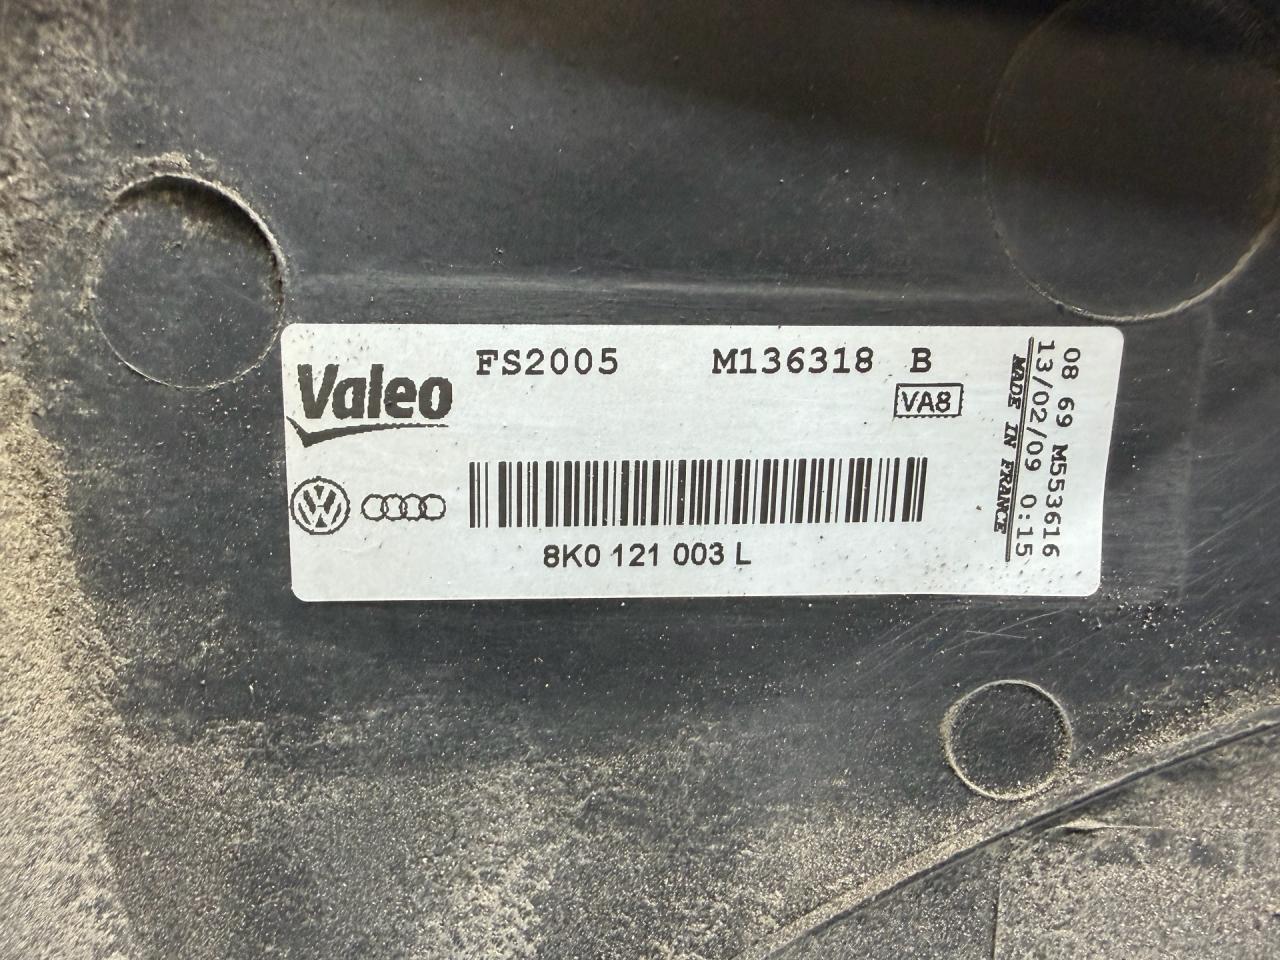 Valeo
FS2005 M136318 B
VA8
8K0 121 003 L
08 69 M553616
13/02/09 0:15
MADE IN FRANCE